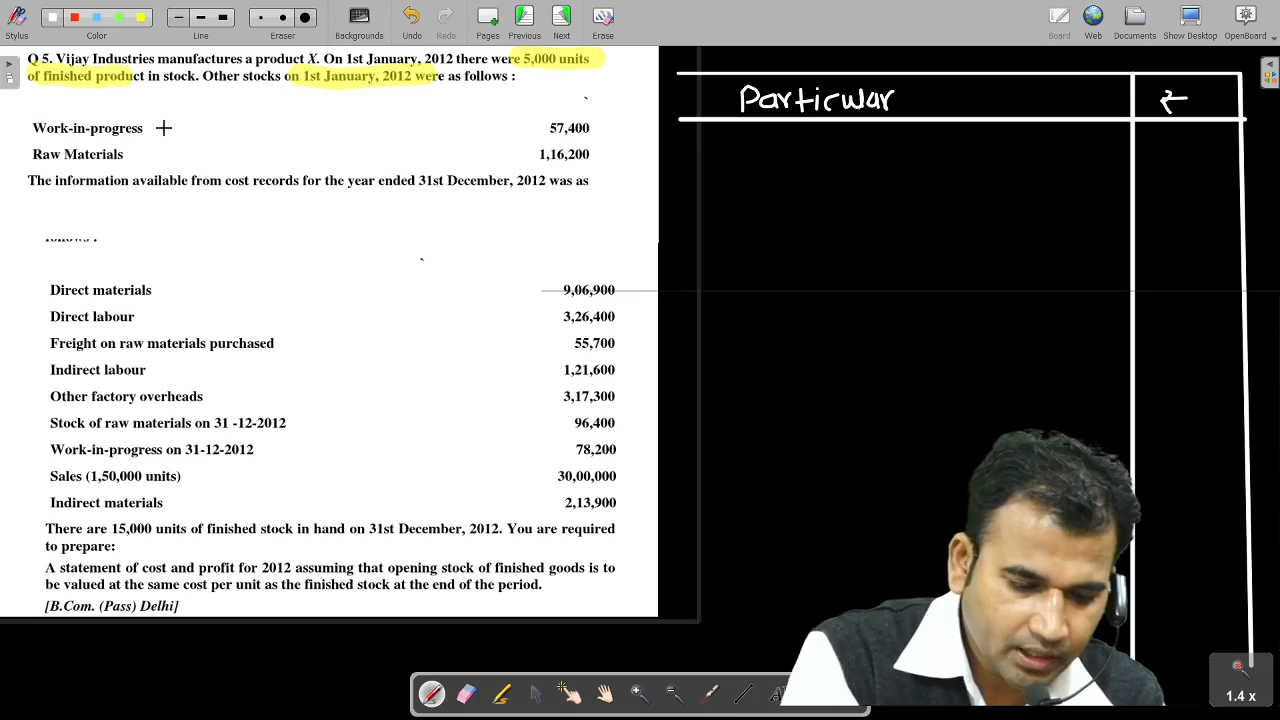 Stylus
Color
Line
Eraser
Backgrounds
Undo
Redo
Pages
Previous
Next
Erase
Board
Web
Documents
Show Desktop
OpenBoard
Q 5. Vijay Industries manufactures a product X. On 1st January, 2012 there were 5,000 units
of finished product in stock. Other stocks on 1st January, 2012 were as follows :
`
Work-in-progress 57,400
Raw Materials 1,16,200
The information available from cost records for the year ended 31st December, 2012 was as
follows :
`
Direct materials 9,06,900
Direct labour 3,26,400
Freight on raw materials purchased 55,700
Indirect labour 1,21,600
Other factory overheads 3,17,300
Stock of raw materials on 31 -12-2012 96,400
Work-in-progress on 31-12-2012 78,200
Sales (1,50,000 units) 30,00,000
Indirect materials 2,13,900
There are 15,000 units of finished stock in hand on 31st December, 2012. You are required
to prepare:
A statement of cost and profit for 2012 assuming that opening stock of finished goods is to
be valued at the same cost per unit as the finished stock at the end of the period.
[B.Com. (Pass) Delhi]
Particular
1.4 x